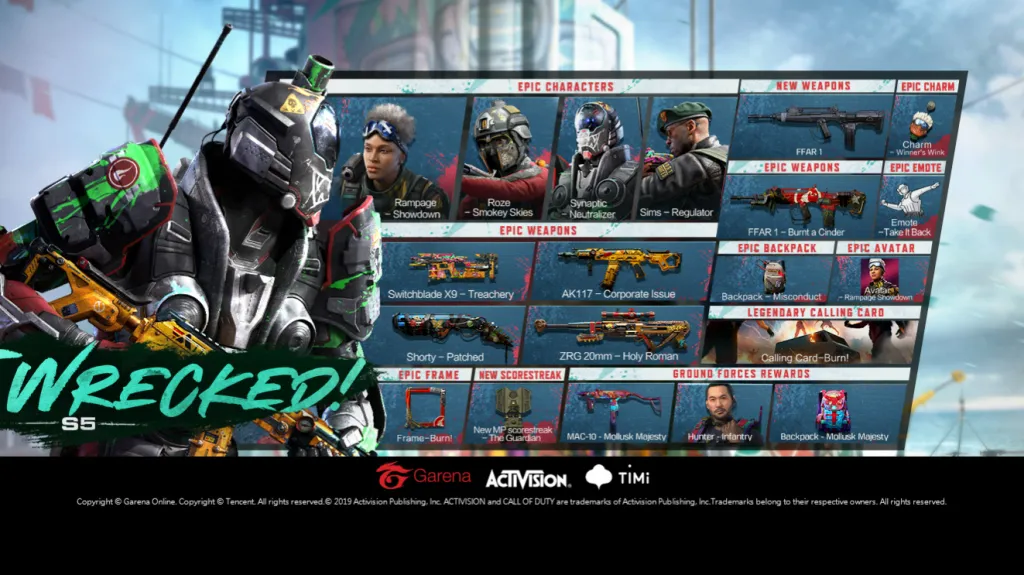 EPIC CHARACTERS
NEW WEAPONS
EPIC CHARM
Rampage
– Showdown
Roze
– Smokey Skies
Synaptic
– Neutralizer
Sims – Regulator
FFAR 1
Charm
– Winner's Wink
EPIC WEAPONS
EPIC EMOTE
FFAR 1 – Burnt a Cinder
Emote
–Take It Back
EPIC WEAPONS
EPIC BACKPACK
EPIC AVATAR
Switchblade X9 – Treachery
AK117 – Corporate Issue
Backpack – Misconduct
Avatar
– Rampage Showdown
LEGENDARY CALLING CARD
Shorty – Patched
ZRG 20mm – Holy Roman
Calling Card–Burn!
WRECKED!
S5
EPIC FRAME
NEW SCORESTREAK
GROUND FORCES REWARDS
Frame–Burn!
New MP scorestreak
– The Guardian
MAC-10 - Mollusk Majesty
Hunter - Infantry
Backpack - Mollusk Majesty
Garena
ACTIVISION.
TiMi
Copyright © Garena Online. Copyright © Tencent. All rights reserved.© 2019 Activision Publishing, Inc. ACTIVISION and CALL OF DUTY are trademarks of Activision Publishing, Inc.Trademarks belong to their respective owners. All rights reserved.